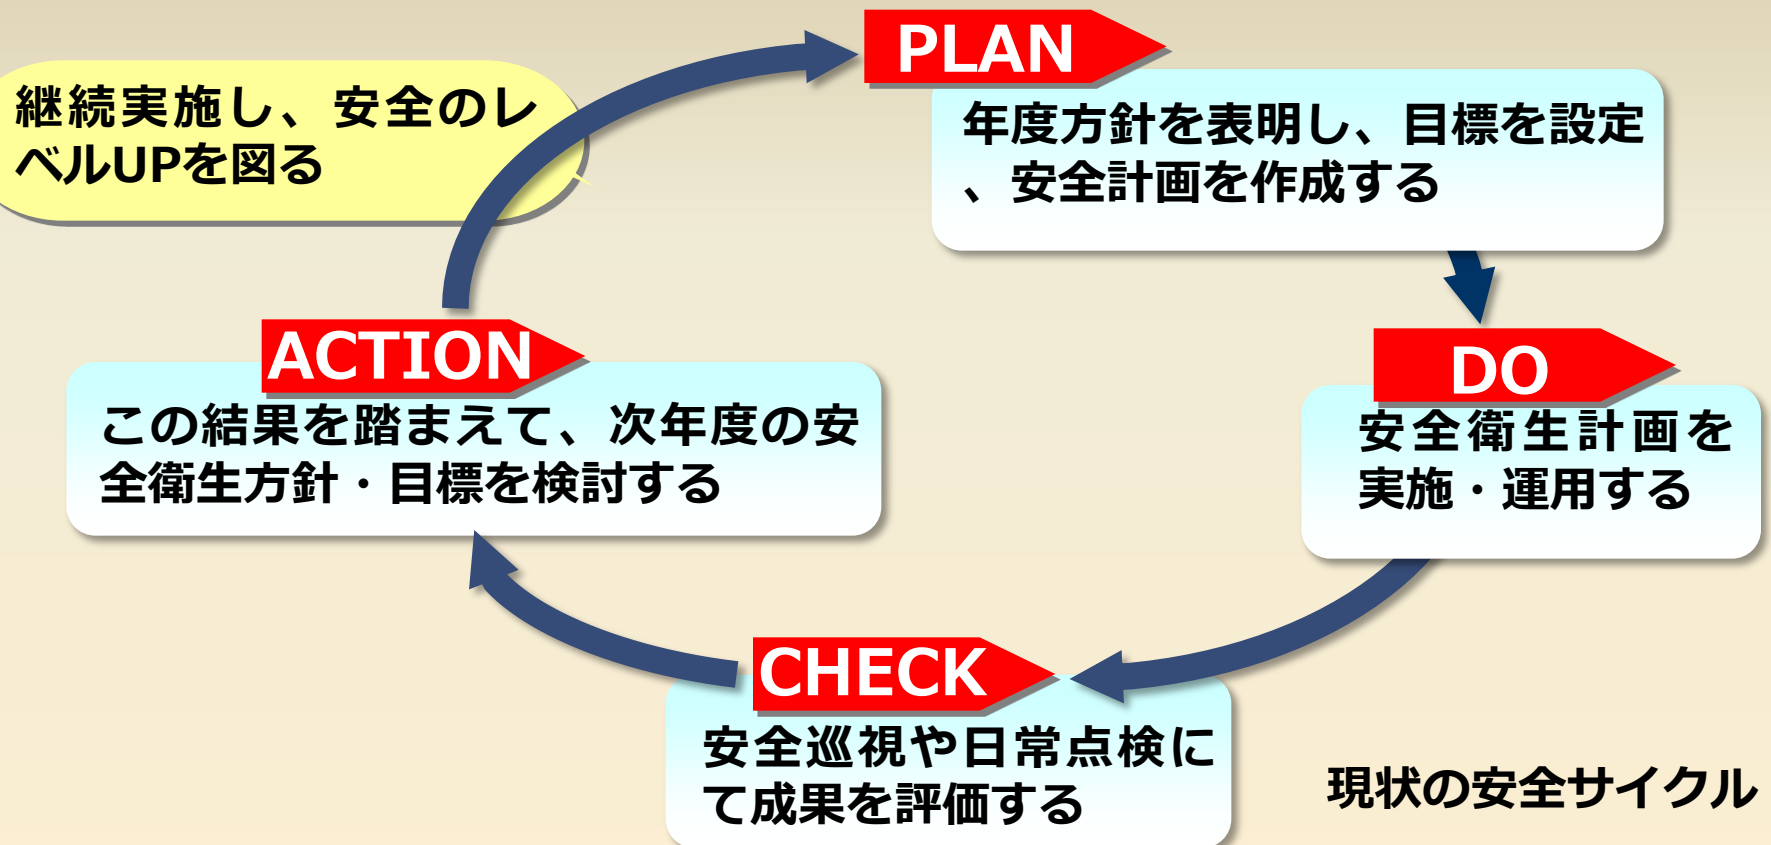 PLAN
継続実施し、安全のレ
ベルUPを図る
年度方針を表明し、目標を設定
、安全計画を作成する
ACTION
この結果を踏まえて、次年度の安
全衛生方針・目標を検討する
DO
安全衛生計画を
実施・運用する
CHECK
安全巡視や日常点検に
て成果を評価する
現状の安全サイクル